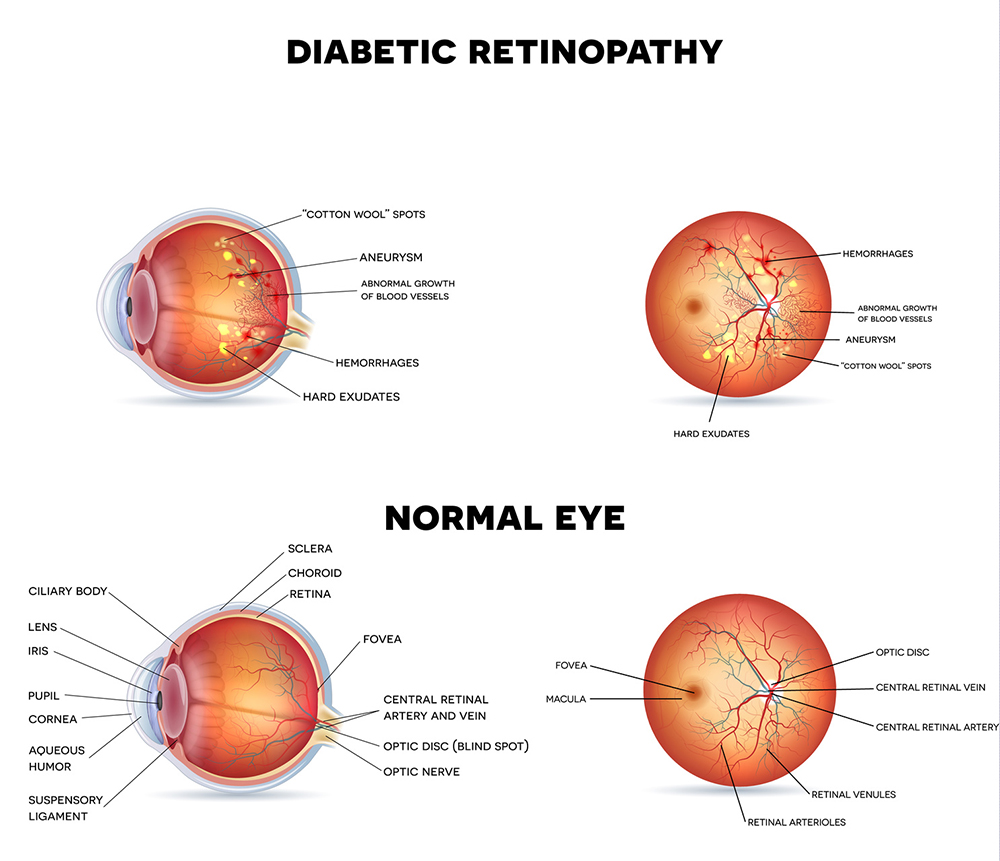 DIABETIC RETINOPATHY
"COTTON WOOL" SPOTS
ANEURYSM
ABNORMAL GROWTH
OF BLOOD VESSELS
HEMORRHAGES
HARD EXUDATES
HEMORRHAGES
ABNORMAL GROWTH
OF BLOOD VESSELS
ANEURYSM
"COTTON WOOL" SPOTS
HARD EXUDATES
NORMAL EYE
SCLERA
CHOROID
RETINA
CILIARY BODY
LENS
IRIS
PUPIL
CORNEA
AQUEOUS
HUMOR
SUSPENSORY
LIGAMENT
FOVEA
CENTRAL RETINAL
ARTERY AND VEIN
OPTIC DISC (BLIND SPOT)
OPTIC NERVE
FOVEA
MACULA
OPTIC DISC
CENTRAL RETINAL VEIN
CENTRAL RETINAL ARTERY
RETINAL VENULES
RETINAL ARTERIOLES